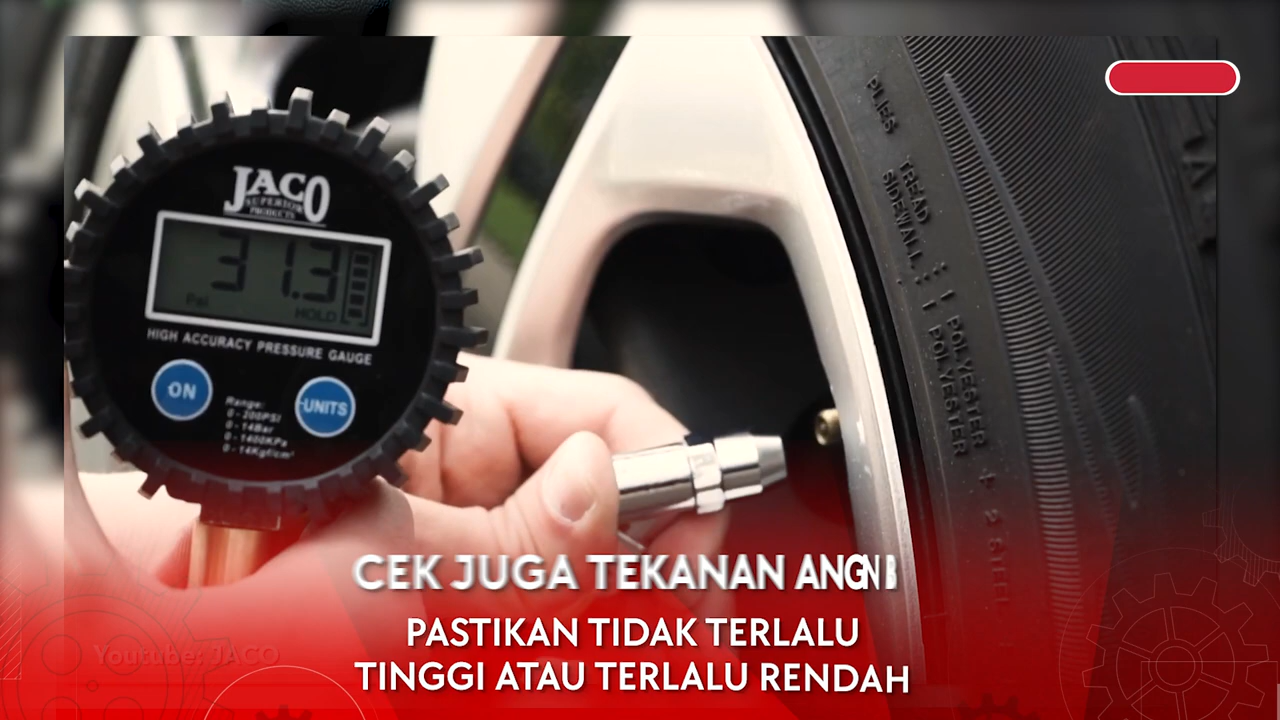 JACO
SUPERIOR
PRODUCTS
31.3
Psi
HOLD
HIGH ACCURACY PRESSURE GAUGE
ON
UNITS
Range:
0-200PSI
0-14Bar
0-1400KPa
0-14Kgf/cm²
PLIES
TREAD
SIDEWALL
: 1 POLYESTER + 2 STEEL
: 1 POLYESTER
CEK JUGA TEKANAN ANGN B
PASTIKAN TIDAK TERLALU
TINGGI ATAU TERLALU RENDAH
Youtube: JACO